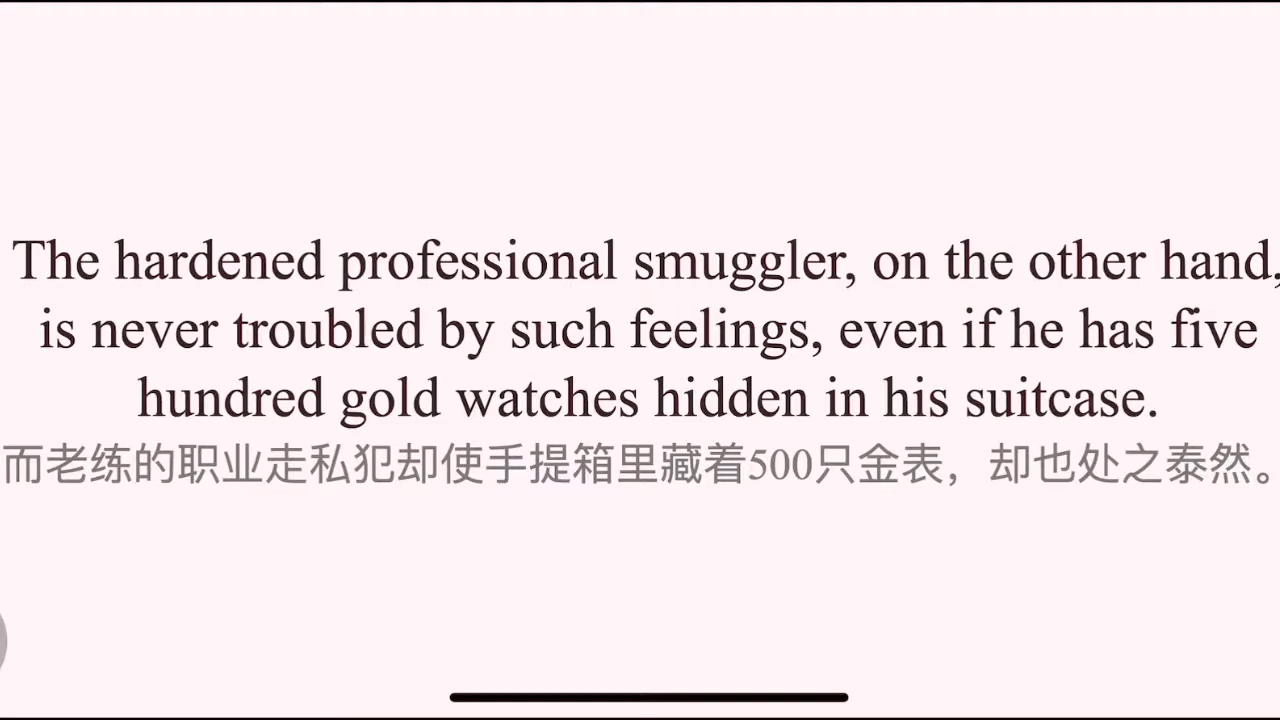 The hardened professional smuggler, on the other hand,
is never troubled by such feelings, even if he has five
hundred gold watches hidden in his suitcase.
而老练的职业走私犯却使手提箱里藏着500只金表，却也处之泰然。